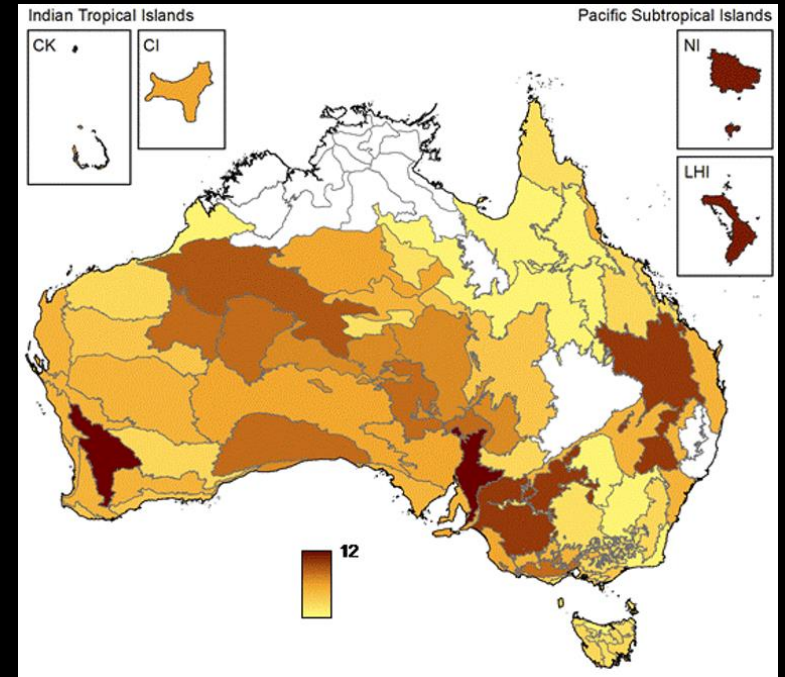 Indian Tropical Islands
Pacific Subtropical Islands
CK
CI
NI
LHI
12